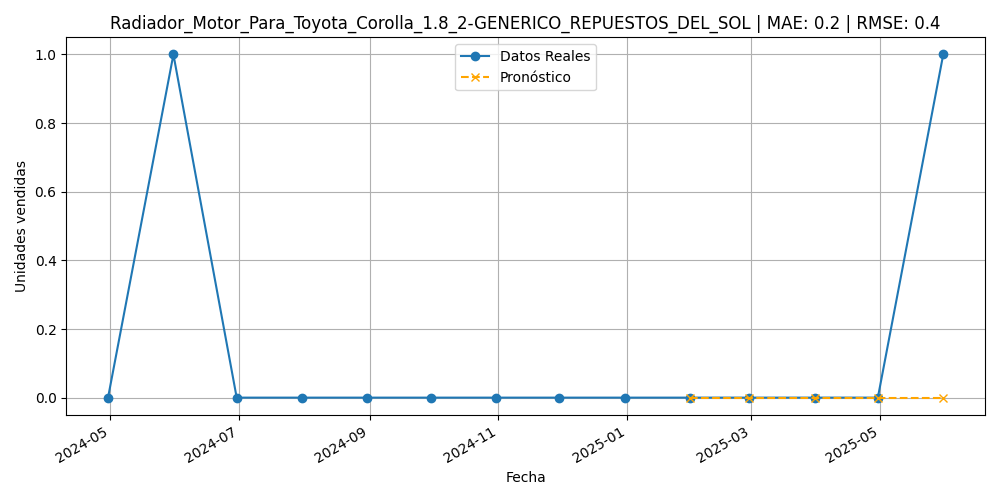 Radiador_Motor_Para_Toyota_Corolla_1.8_2-GENERICO_REPUESTOS_DEL_SOL | MAE: 0.2 | RMSE: 0.4
Datos Reales
Pronóstico
Unidades vendidas
1.0
0.8
0.6
0.4
0.2
0.0
2024-05
2024-07
2024-09
2024-11
2025-01
2025-03
2025-05
Fecha